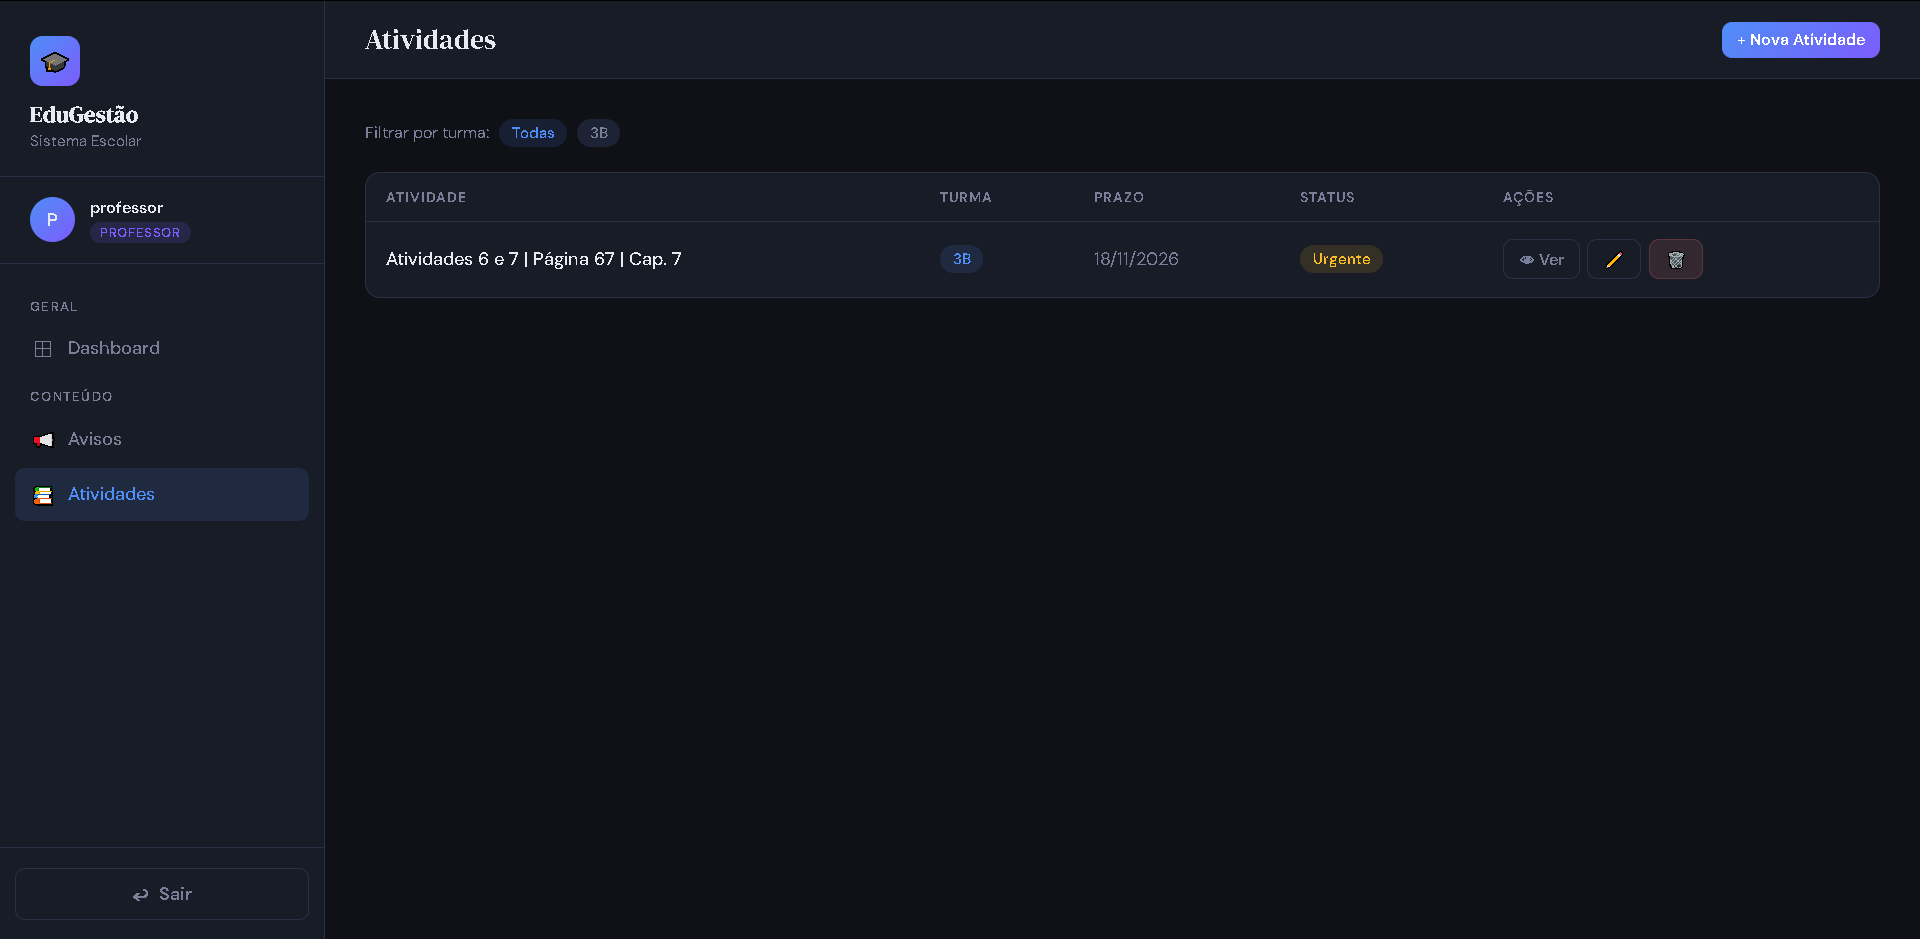 EduGestão
Sistema Escolar
P
professor
PROFESSOR
GERAL
Dashboard
CONTEÚDO
Avisos
Atividades
Sair
Atividades
+ Nova Atividade
Filtrar por turma: Todas 3B
ATIVIDADE TURMA PRAZO STATUS AÇÕES
Atividades 6 e 7 | Página 67 | Cap. 7 3B 18/11/2026 Urgente Ver